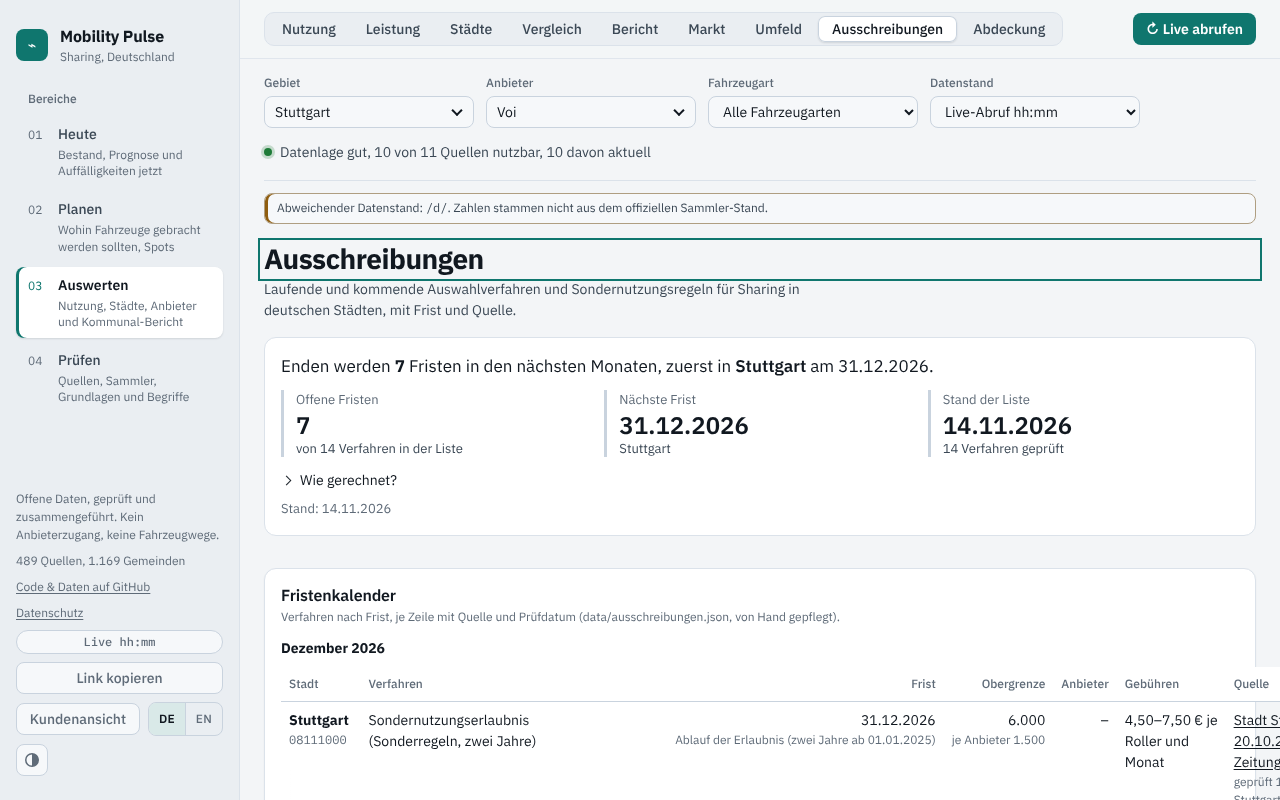 Mobility Pulse
Sharing, Deutschland
Bereiche
01 Heute
Bestand, Prognose und
Auffälligkeiten jetzt
02 Planen
Wohin Fahrzeuge gebracht
werden sollten, Spots
03 Auswerten
Nutzung, Städte, Anbieter
und Kommunal-Bericht
04 Prüfen
Quellen, Sammler,
Grundlagen und Begriffe
Offene Daten, geprüft und
zusammengeführt. Kein
Anbieterzugang, keine Fahrzeugwege.
489 Quellen, 1.169 Gemeinden
Code & Daten auf GitHub
Datenschutz
Live hh:mm
Link kopieren
Kundenansicht DE EN
Nutzung Leistung Städte Vergleich Bericht Markt Umfeld Ausschreibungen Abdeckung
↻ Live abrufen
Gebiet Anbieter Fahrzeugart Datenstand
Stuttgart Voi Alle Fahrzeugarten Live-Abruf hh:mm
Datenlage gut, 10 von 11 Quellen nutzbar, 10 davon aktuell
Abweichender Datenstand: /d/. Zahlen stammen nicht aus dem offiziellen Sammler-Stand.
Ausschreibungen
Laufende und kommende Auswahlverfahren und Sondernutzungsregeln für Sharing in
deutschen Städten, mit Frist und Quelle.
Enden werden 7 Fristen in den nächsten Monaten, zuerst in Stuttgart am 31.12.2026.
Offene Fristen Nächste Frist Stand der Liste
7 31.12.2026 14.11.2026
von 14 Verfahren in der Liste Stuttgart 14 Verfahren geprüft
Wie gerechnet?
Stand: 14.11.2026
Fristenkalender
Verfahren nach Frist, je Zeile mit Quelle und Prüfdatum (data/ausschreibungen.json, von Hand gepflegt).
Dezember 2026
Stadt Verfahren Frist Obergrenze Anbieter Gebühren Quelle
Stuttgart Sondernutzungserlaubnis 31.12.2026 6.000 – 4,50–7,50 € je Stadt S
08111000 (Sonderregeln, zwei Jahre) Ablauf der Erlaubnis (zwei Jahre ab 01.01.2025) je Anbieter 1.500 Roller und 20.10.2
Monat Zeitung
geprüft 1